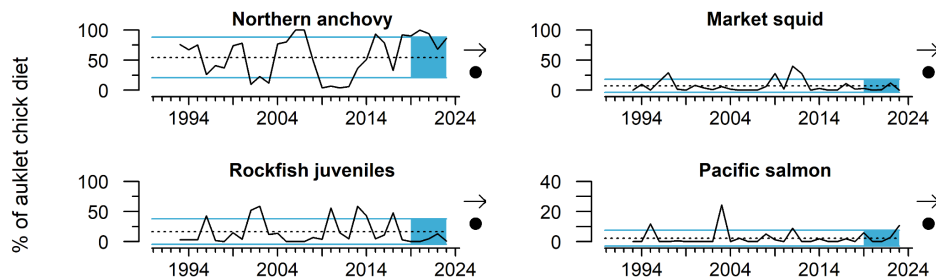 % of auklet chick diet
Northern anchovy
100
50
0
1994 2004 2014 2024
Market squid
100
50
0
1994 2004 2014 2024
Rockfish juveniles
100
50
0
1994 2004 2014 2024
Pacific salmon
40
20
0
1994 2004 2014 2024